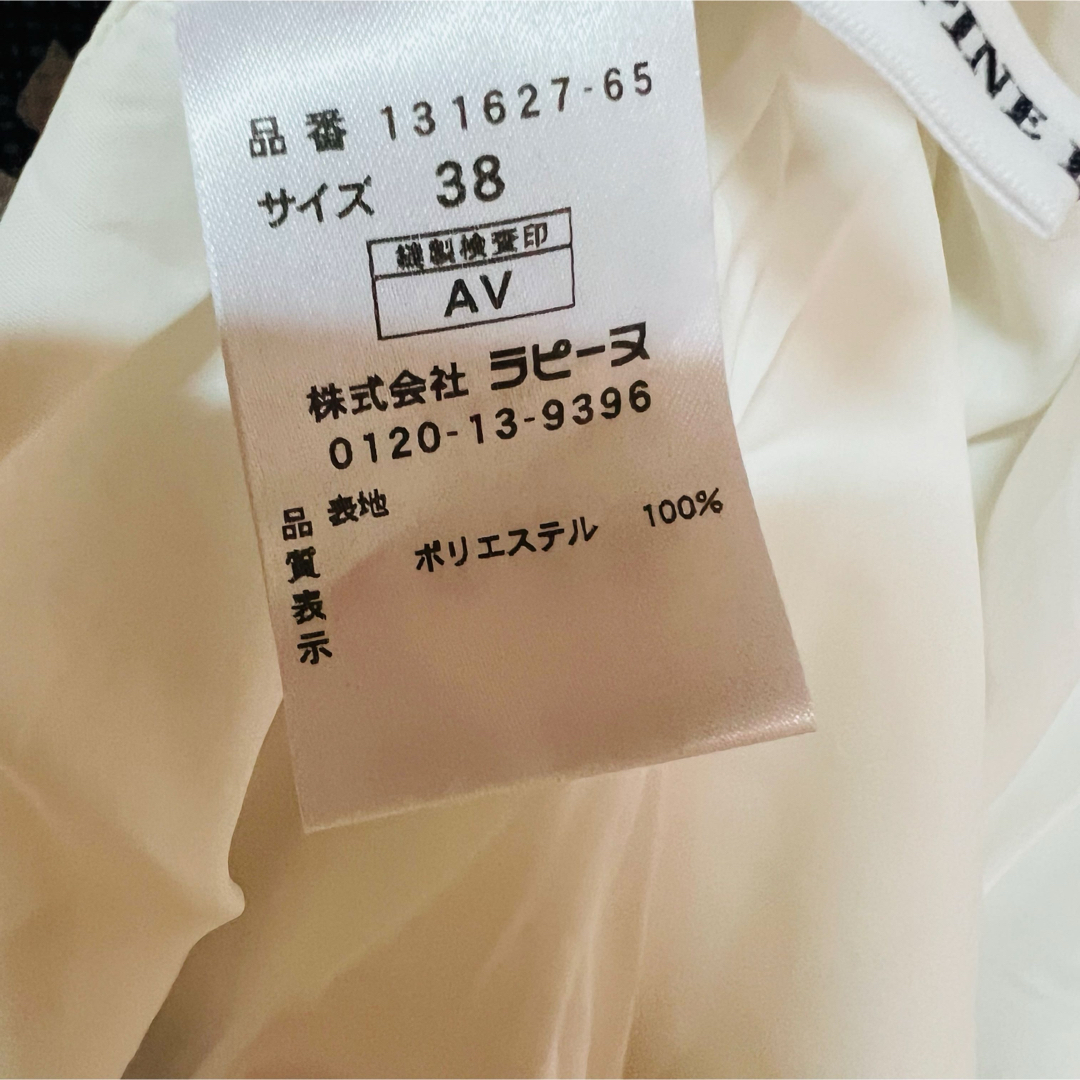 品番 131627-65
サイズ 38
縫製検査印
AV
株式会社 ラピーヌ
0120-13-9396
品質表示
表地
ポリエステル 100%